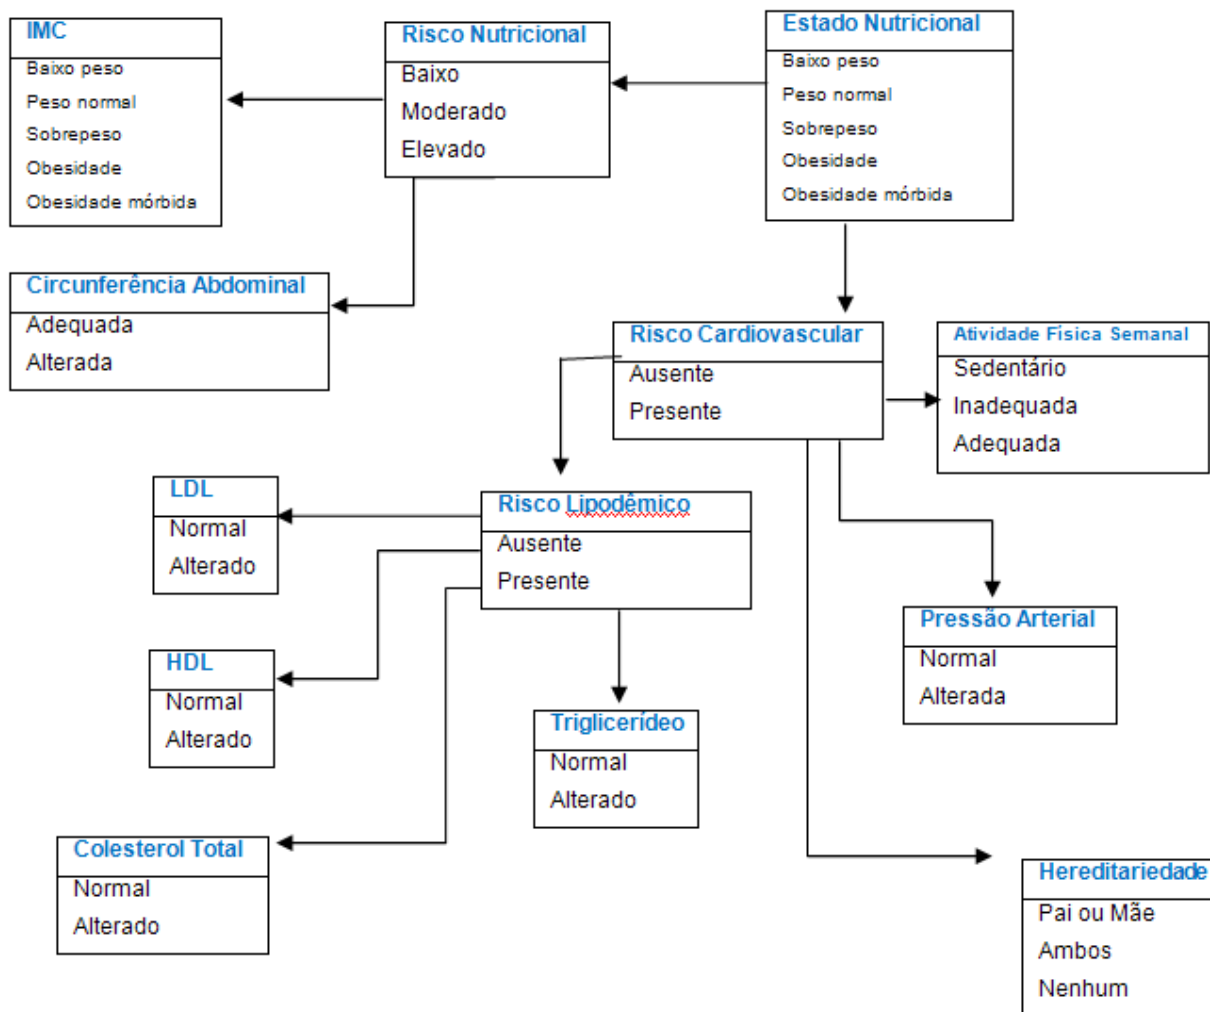 IMC
Baixo peso
Peso normal
Sobrepeso
Obesidade
Obesidade mórbida
Risco Nutricional
Baixo
Moderado
Elevado
Estado Nutricional
Baixo peso
Peso normal
Sobrepeso
Obesidade
Obesidade mórbida
Circunferência Abdominal
Adequada
Alterada
Risco Cardiovascular
Ausente
Presente
Atividade Física Semanal
Sedentário
Inadequada
Adequada
LDL
Normal
Alterado
Risco Lipodêmico
Ausente
Presente
HDL
Normal
Alterado
Triglicerídeo
Normal
Alterado
Pressão Arterial
Normal
Alterada
Colesterol Total
Normal
Alterado
Hereditariedade
Pai ou Mãe
Ambos
Nenhum